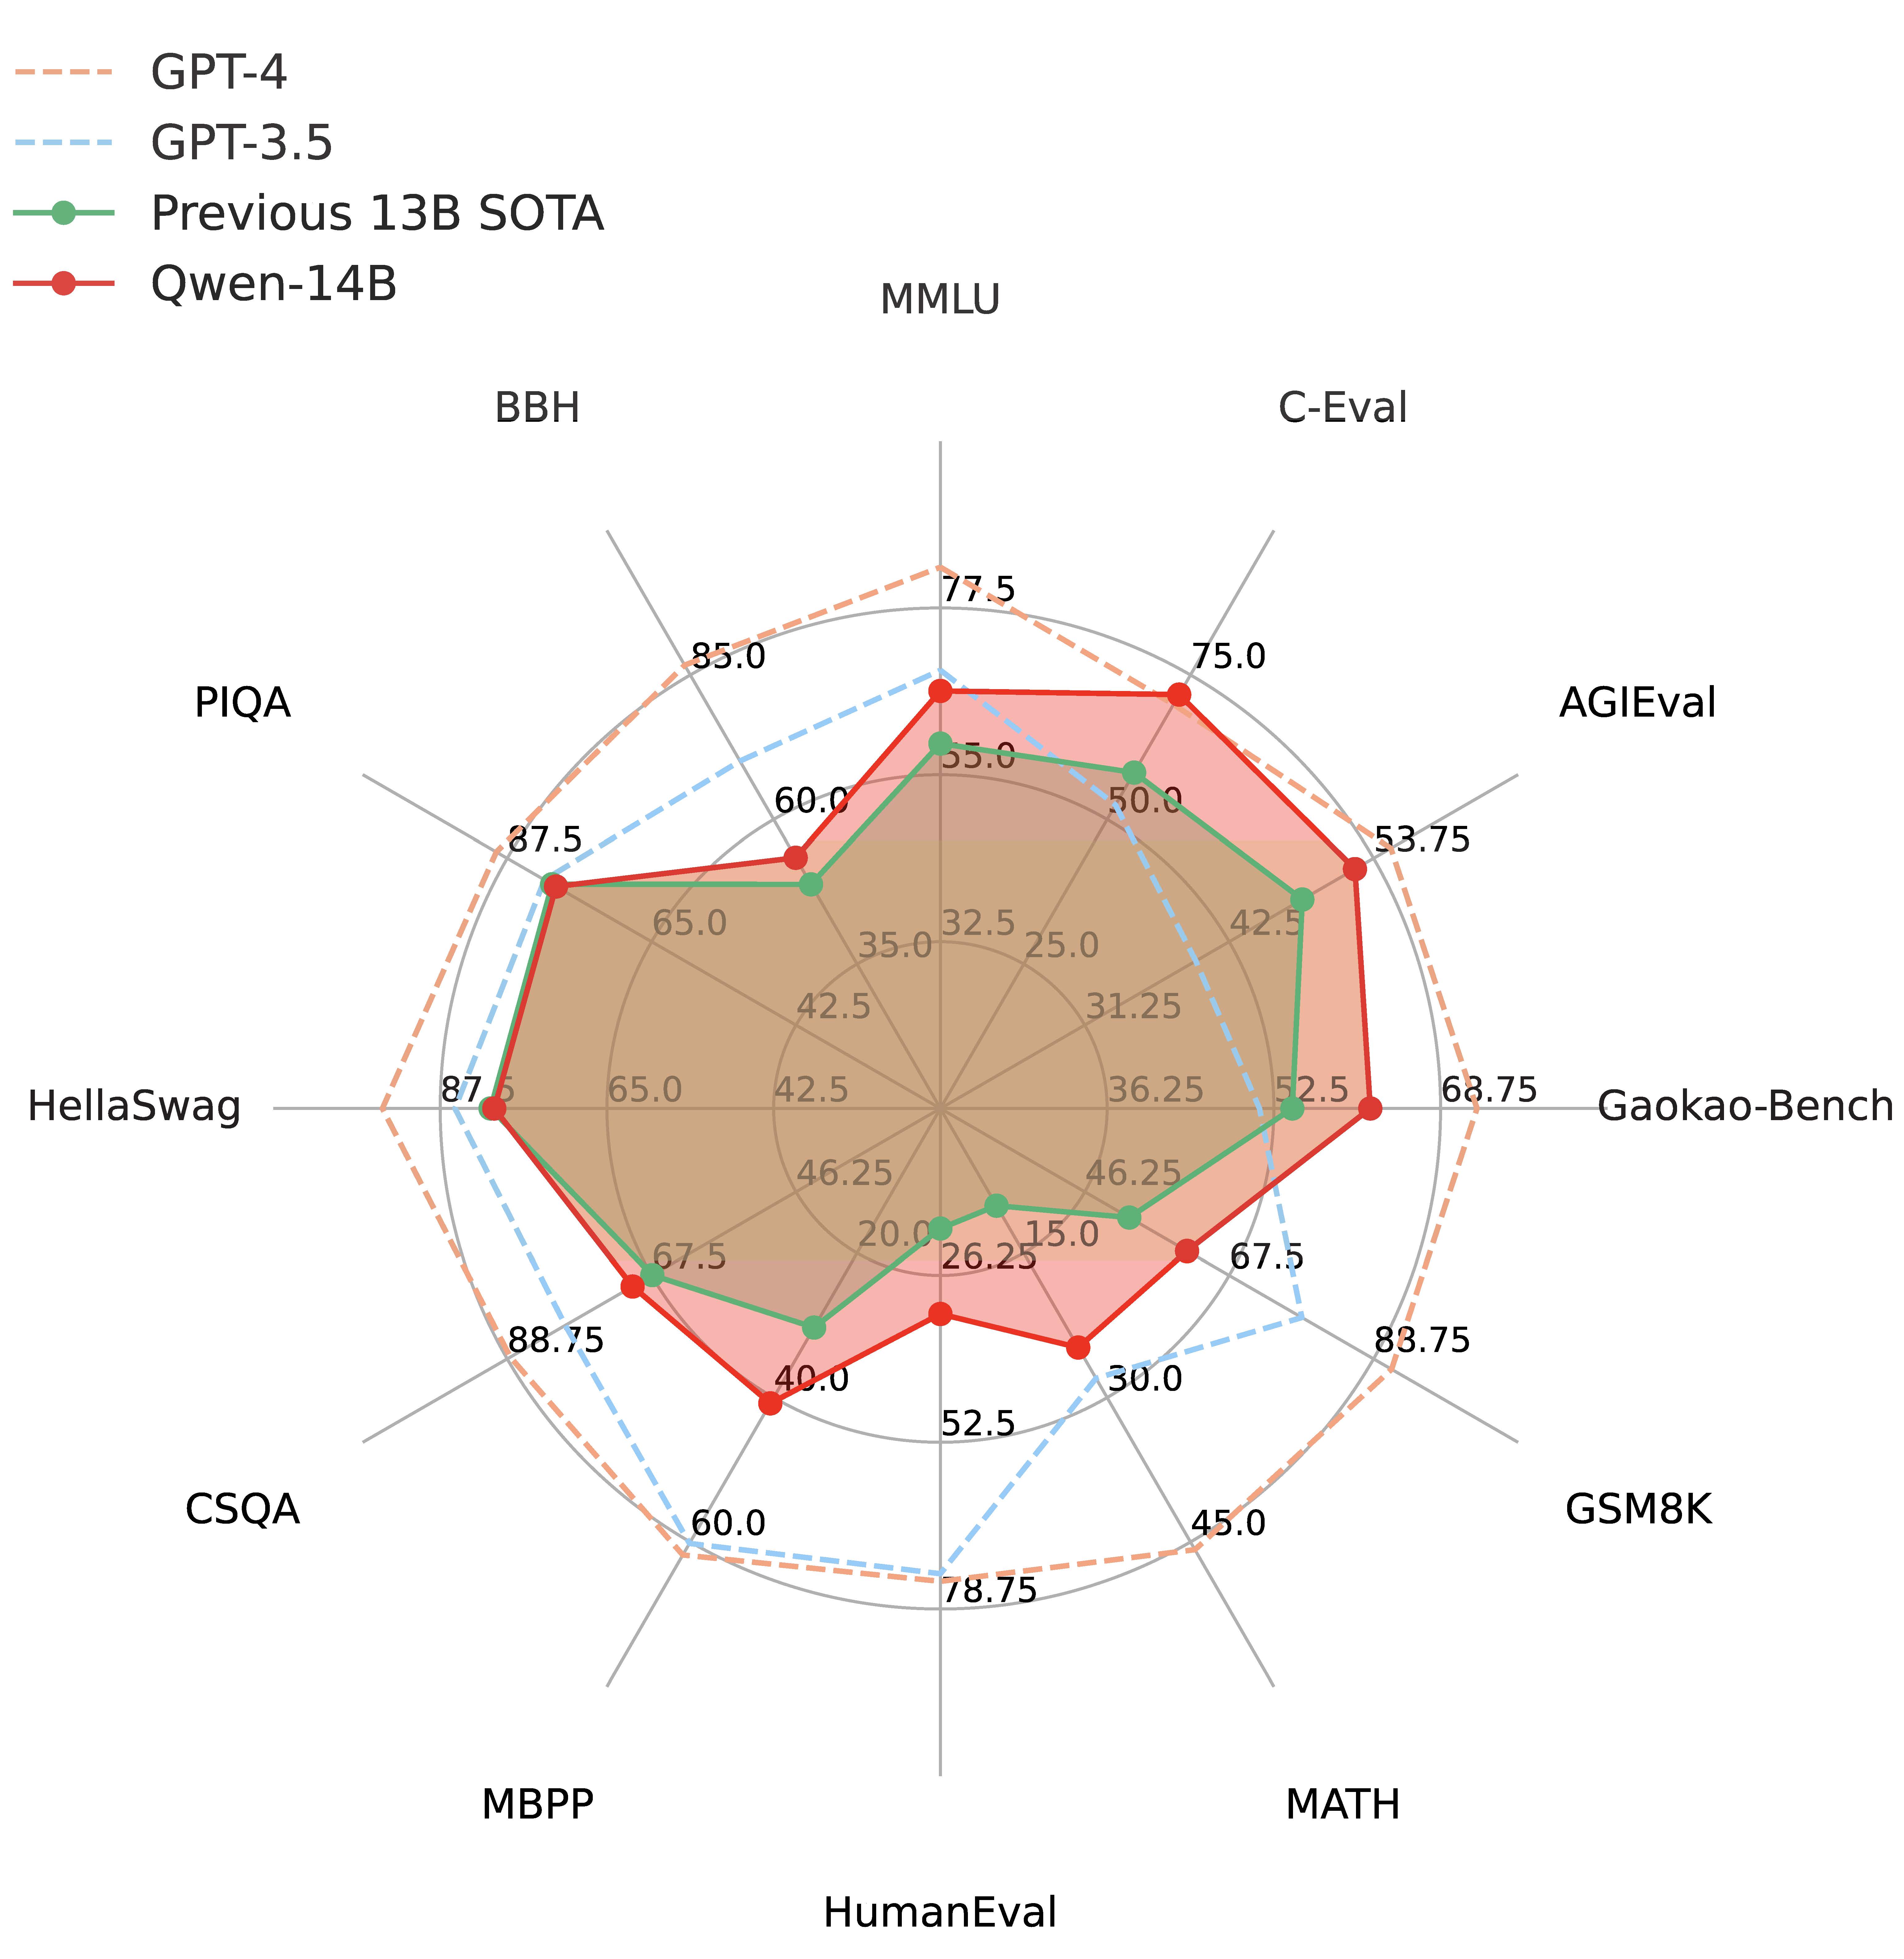 GPT-4
GPT-3.5
Previous 13B SOTA
Qwen-14B
MMLU
BBH
C-Eval
PIQA
AGIEval
HellaSwag
Gaokao-Bench
CSQA
GSM8K
MBPP
MATH
HumanEval
77.5
85.0
75.0
55.0
60.0
50.0
87.5
53.75
65.0
32.5
42.5
35.0
25.0
42.5
31.25
87.5
65.0
42.5
36.25
52.5
68.75
46.25
46.25
20.0
15.0
67.5
26.25
67.5
88.75
88.75
40.0
30.0
52.5
60.0
45.0
78.75